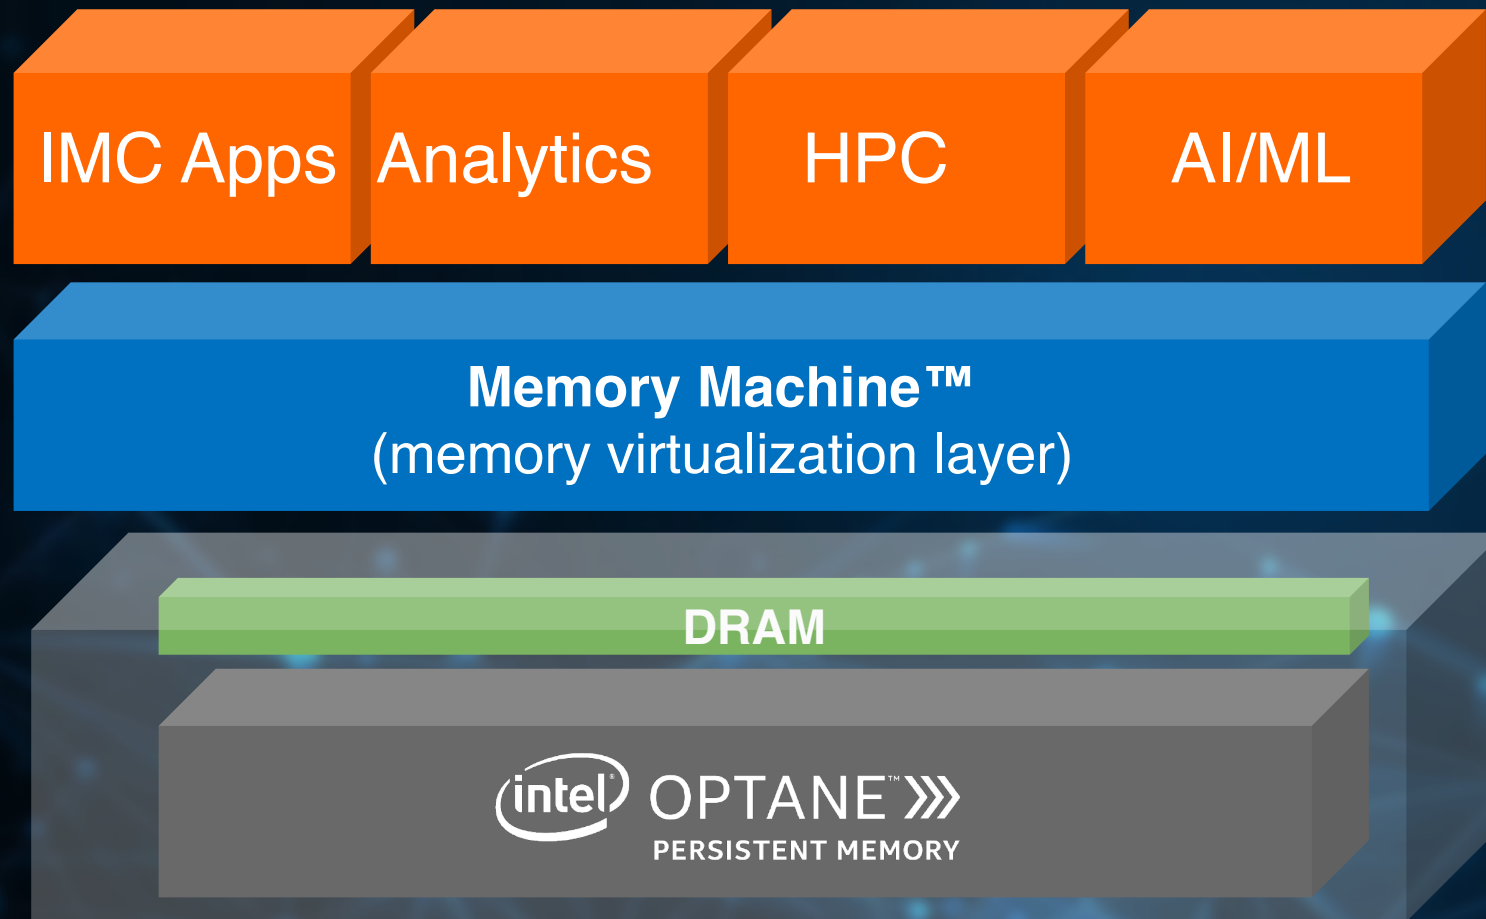 IMC Apps
Analytics
HPC
AI/ML
Memory Machine™
(memory virtualization layer)
DRAM
intel® OPTANE™
PERSISTENT MEMORY